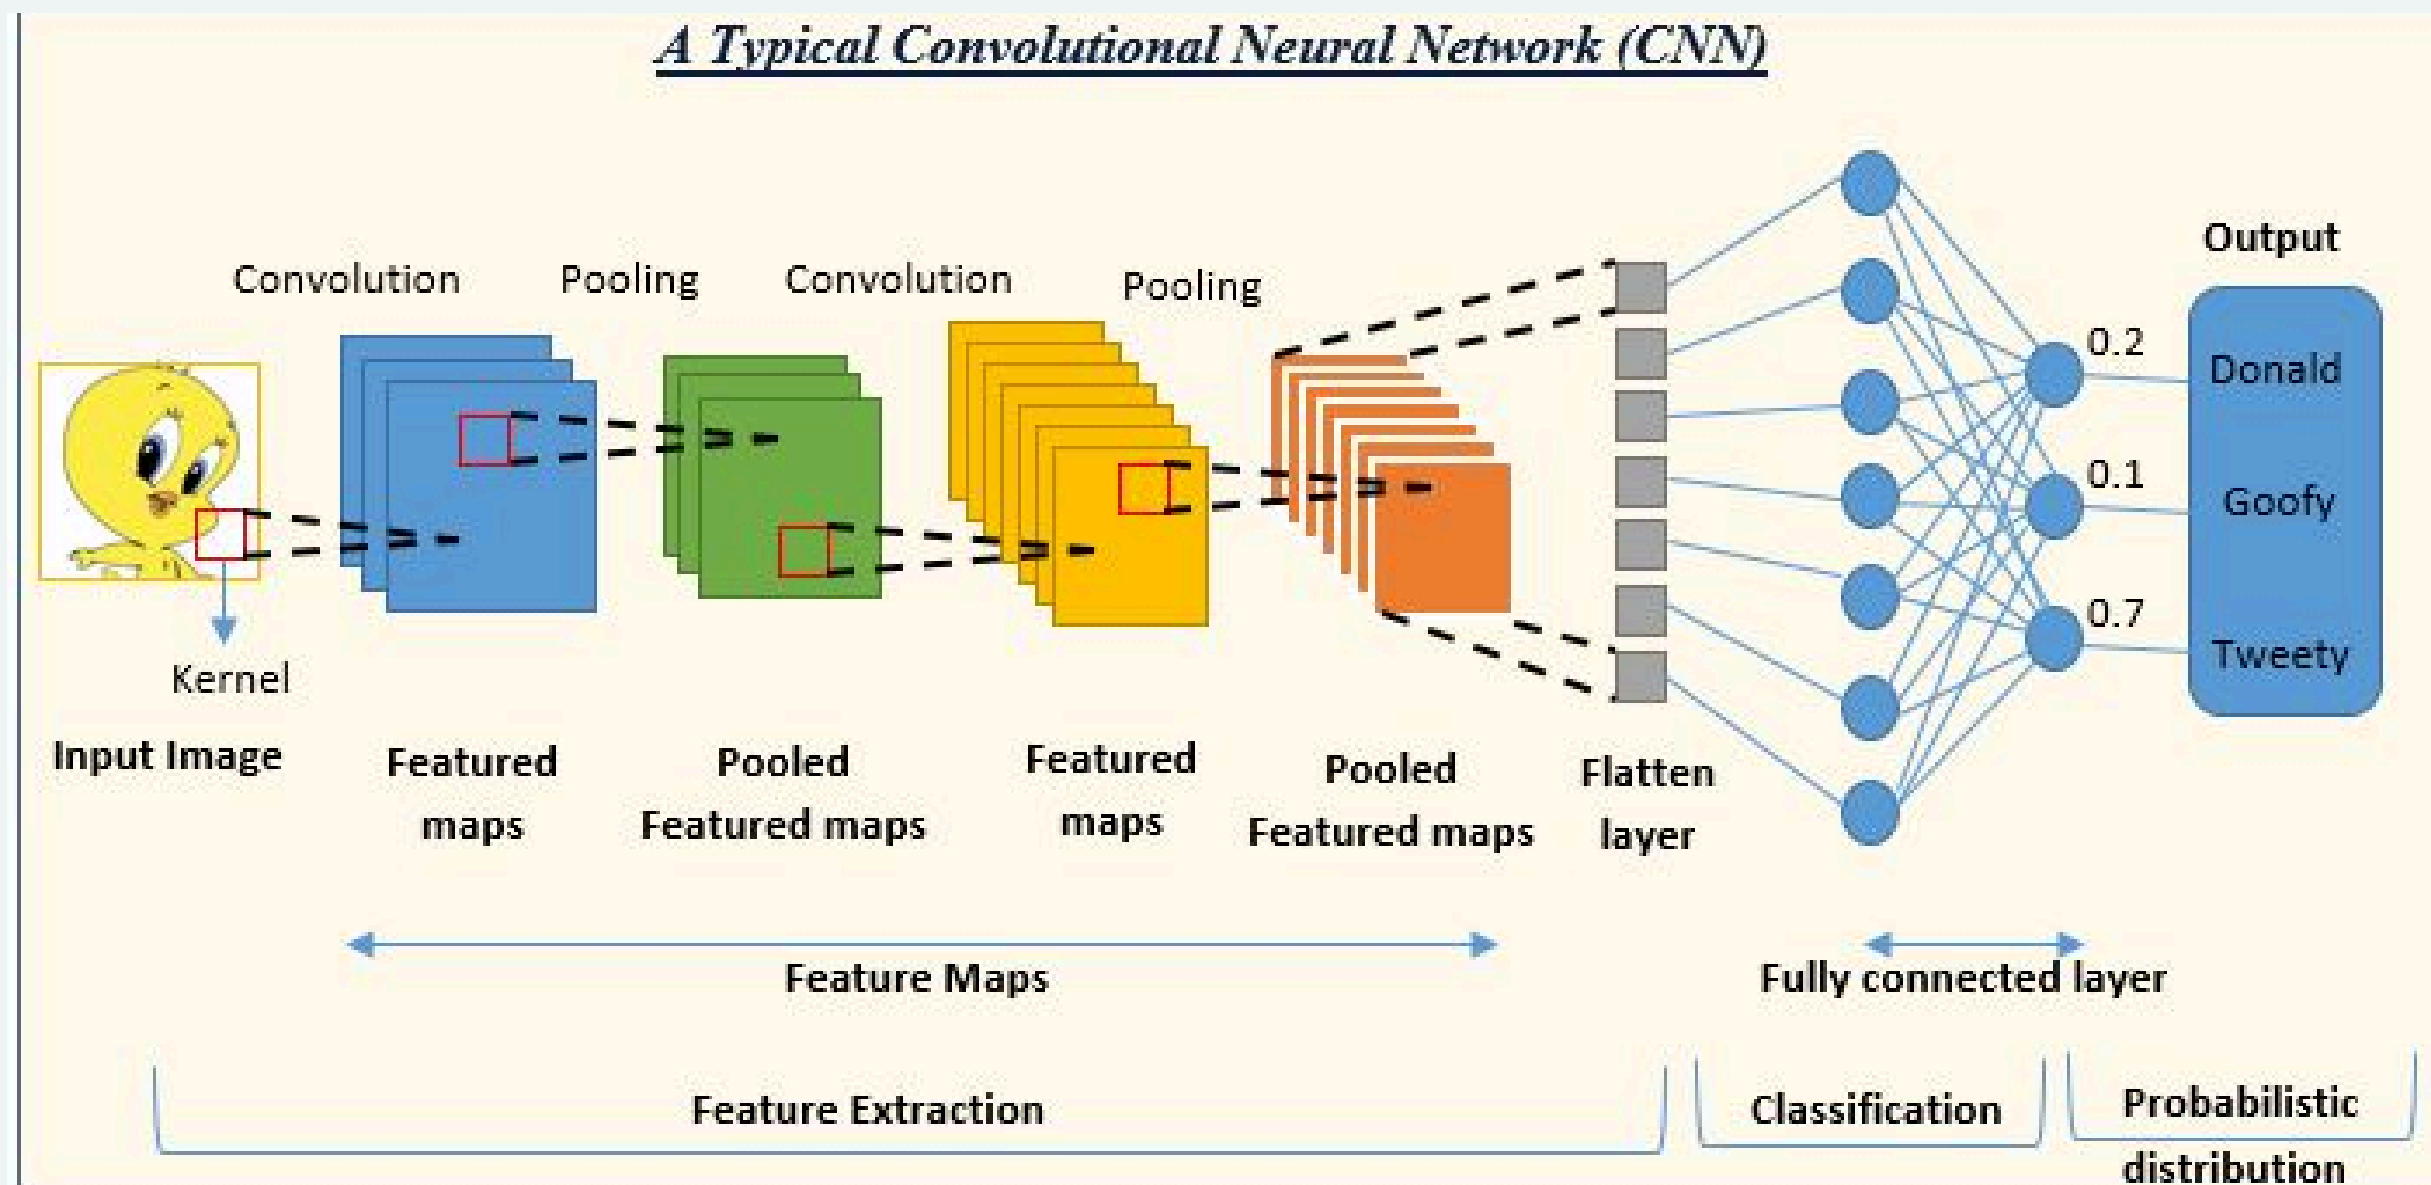 A Typical Convolutional Neural Network (CNN)
Convolution
Pooling
Convolution
Pooling
Output
0.2
Donald
0.1
Goofy
0.7
Tweety
Kernel
Input Image
Featured
maps
Pooled
Featured maps
Featured
maps
Pooled
Featured maps
Flatten
layer
Feature Maps
Fully connected layer
Feature Extraction
Classification
Probabilistic
distribution